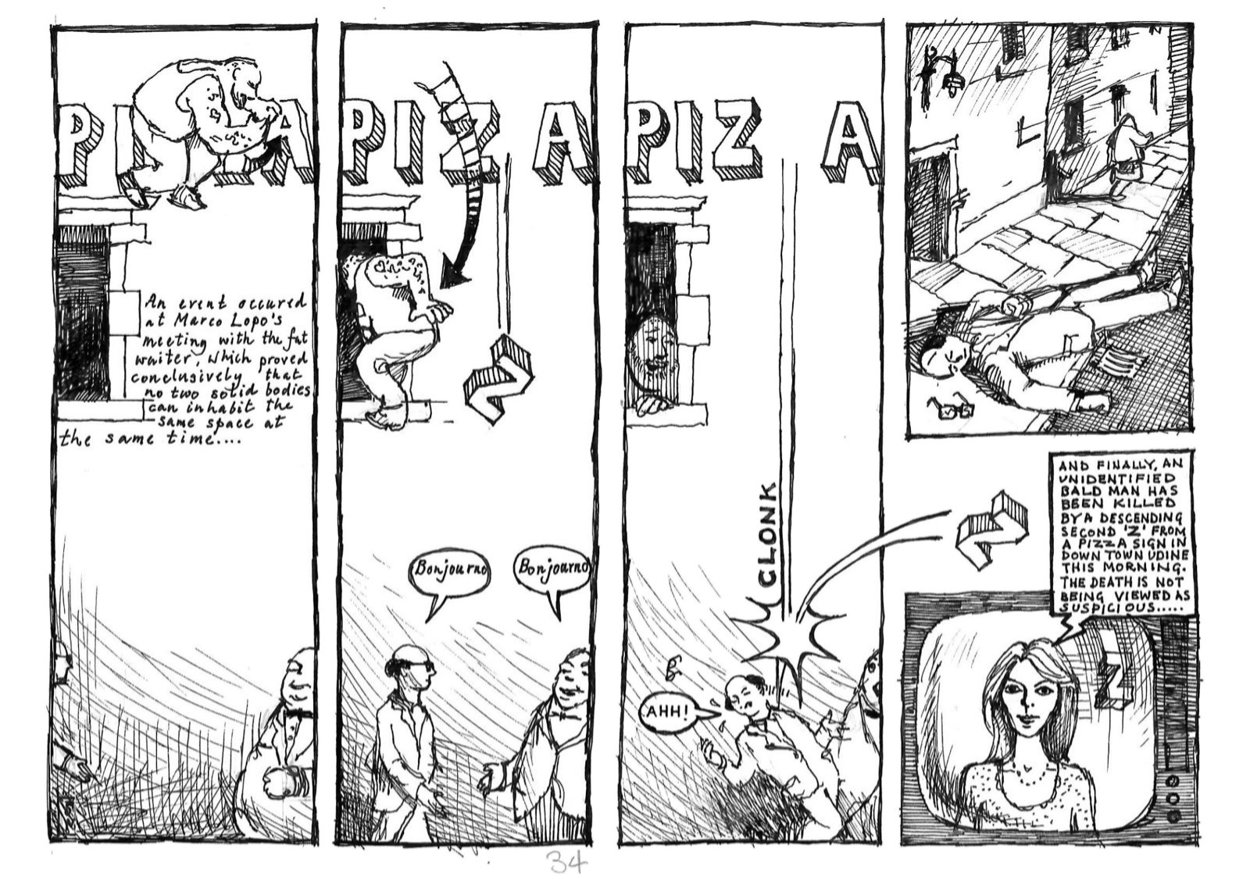 PI A
An event occured
at Marco Lopo's
meeting with the fat
waiter, which proved
conclusively that
no two solid bodies
can inhabit the
same space at
the same time....
PIZ A
Bonjourno
Bonjourno
PIZ A
CLONK
AHH!
Z
AND FINALLY, AN
UNIDENTIFIED
BALD MAN HAS
BEEN KILLED
BY A DESCENDING
SECOND 'Z' FROM
A PIZZA SIGN IN
DOWN TOWN UDINE
THIS MORNING.
THE DEATH IS NOT
BEING VIEWED AS
SUSPICIOUS.....
Z
34